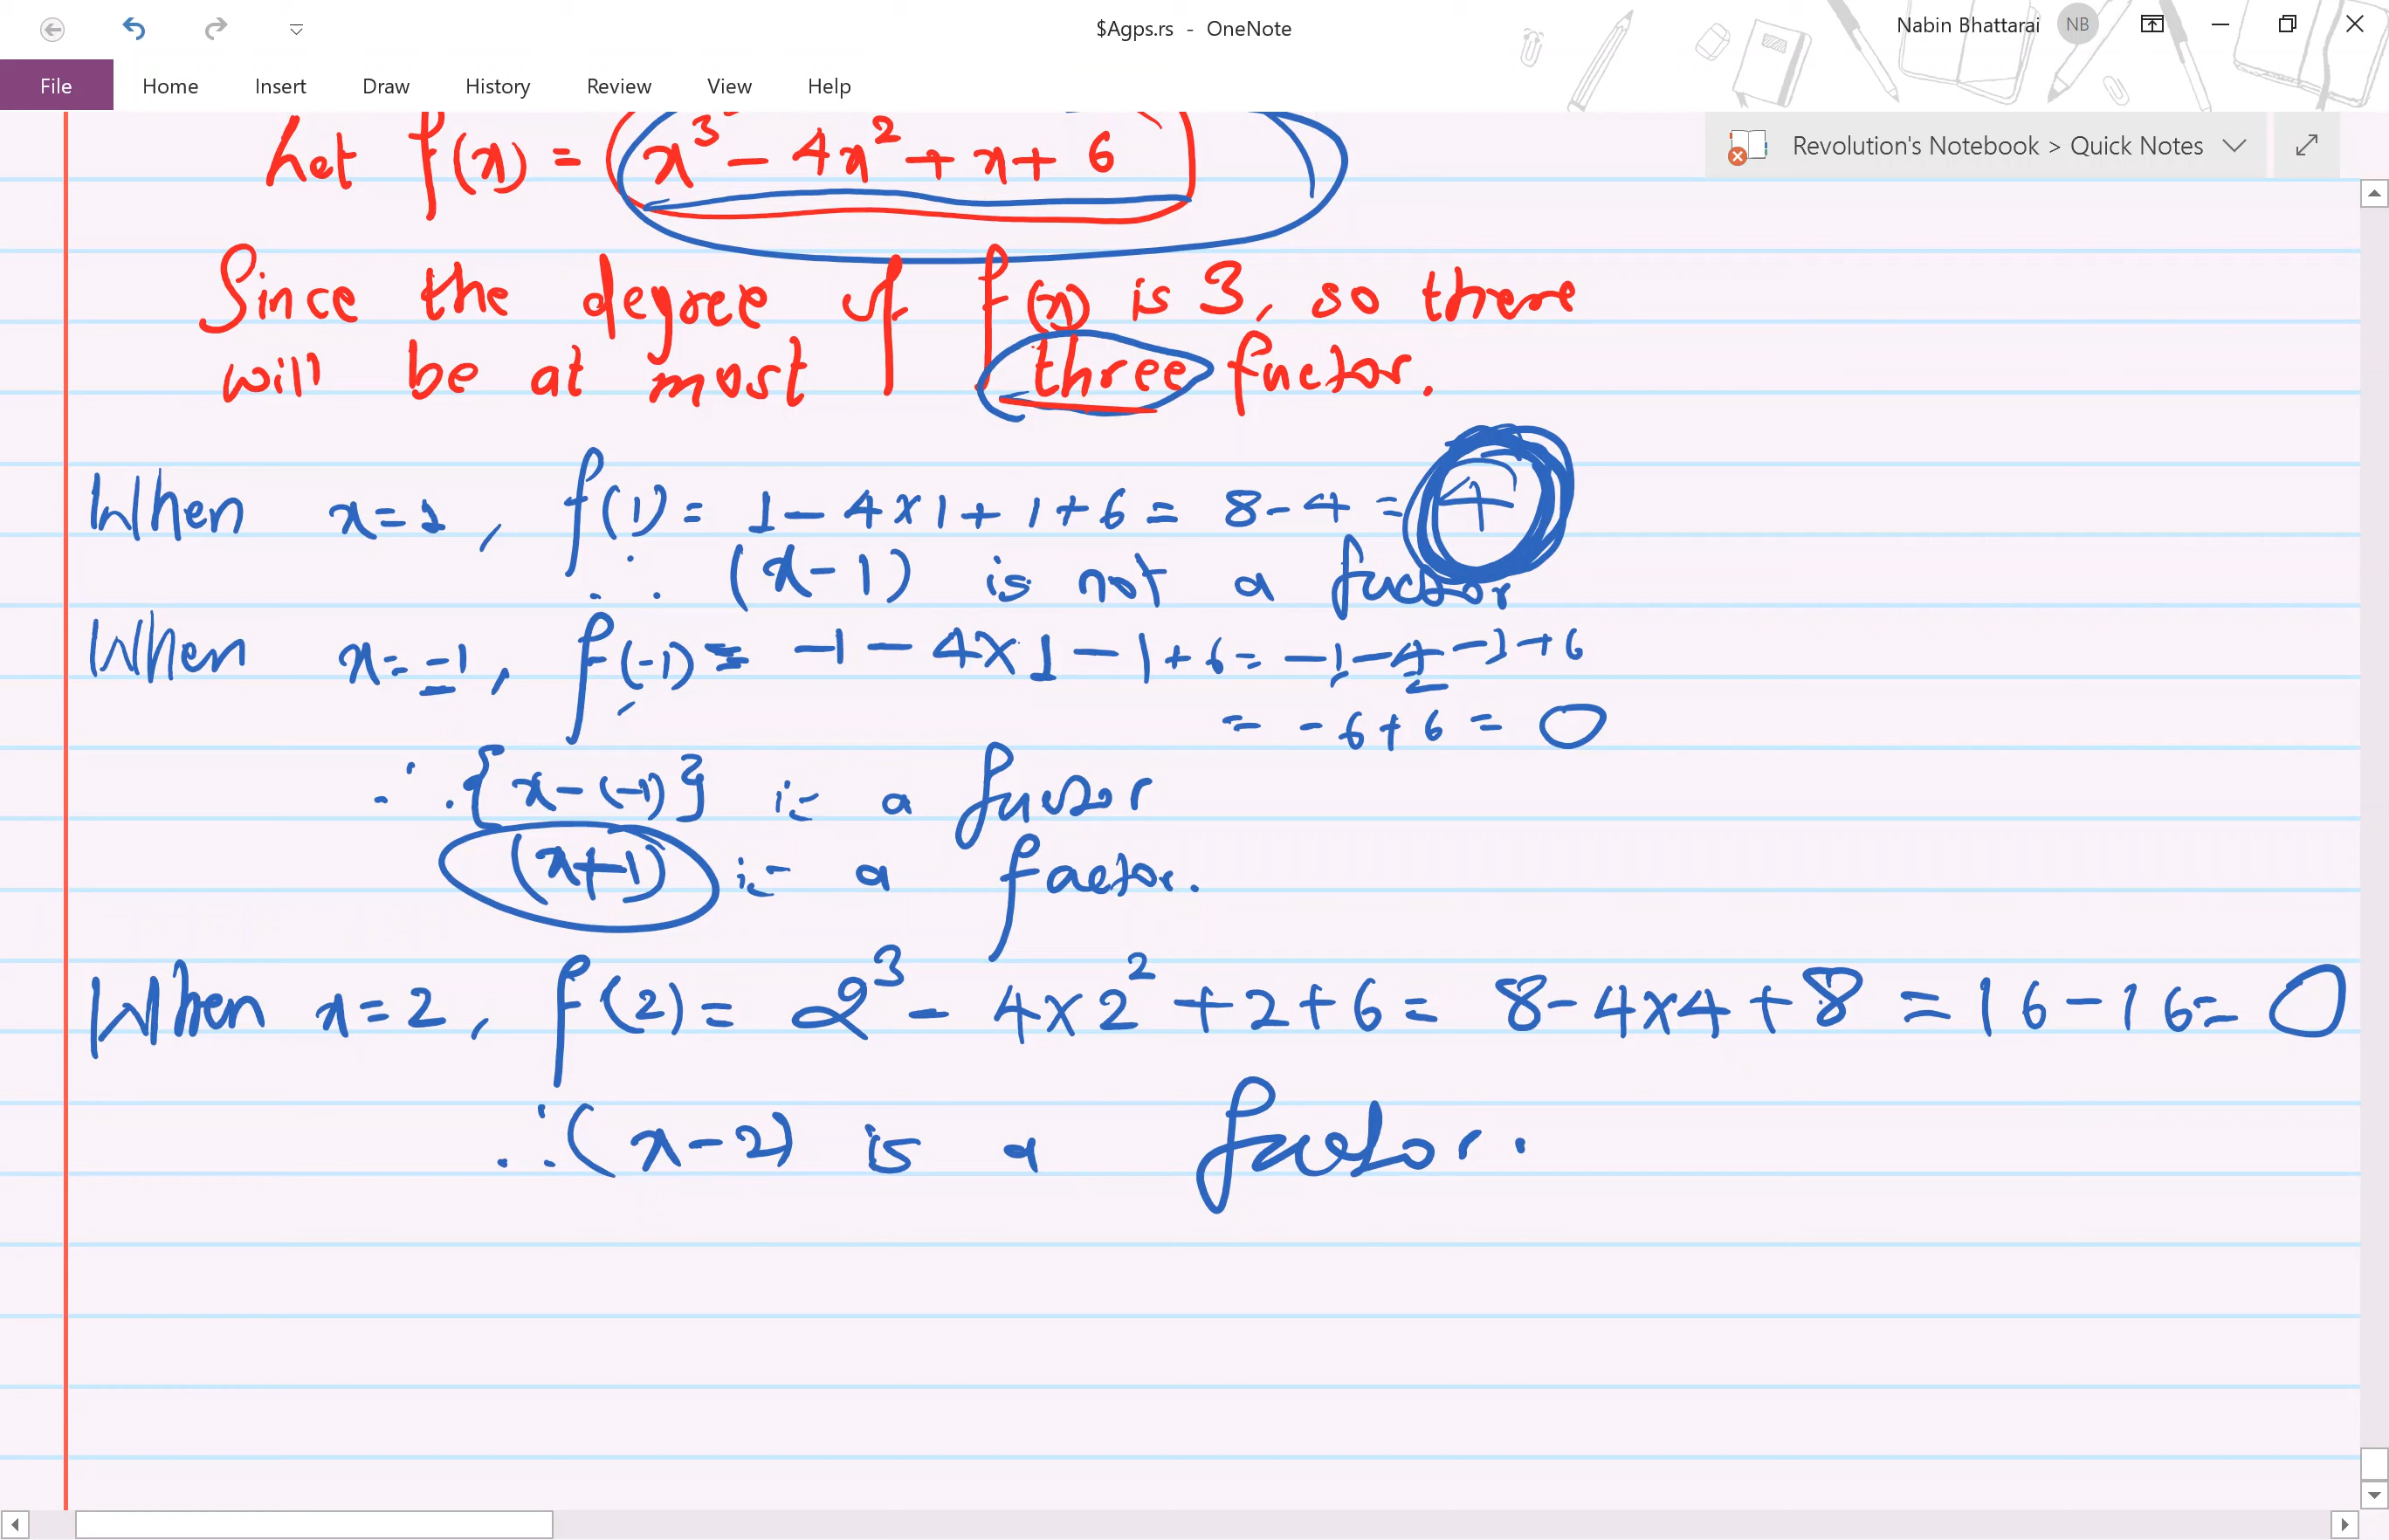 $Agps.rs - OneNote
Nabin Bhattarai NB
File Home Insert Draw History Review View Help
Revolution's Notebook > Quick Notes
Let f(x) = x³ - 4x² + x + 6
Since the degree of f(x) is 3, so there
will be at most three factor.
When x = 1, f(1) = 1 - 4×1 + 1 + 6 = 8 - 4 = 4
∴ (x-1) is not a factor
When x = -1, f(-1) = -1 - 4×1 - 1 + 6 = -1 - 4 - 1 + 6
= -6 + 6 = 0
∴ {x-(-1)} is a factor
(x+1) is a factor.
When x = 2, f(2) = 2³ - 4×2² + 2 + 6 = 8 - 4×4 + 8 = 16 - 16 = 0
∴ (x-2) is a factor.